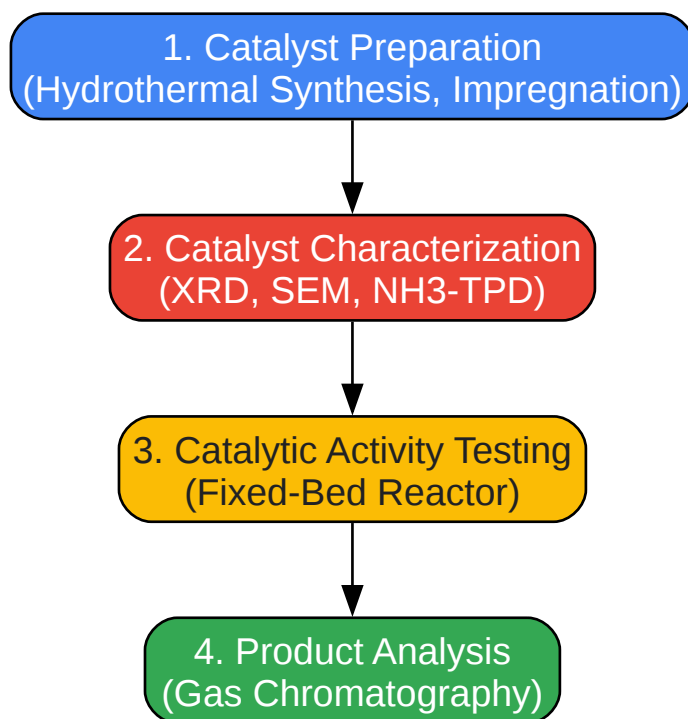 1. Catalyst Preparation
(Hydrothermal Synthesis, Impregnation)
2. Catalyst Characterization
(XRD, SEM, NH3-TPD)
3. Catalytic Activity Testing
(Fixed-Bed Reactor)
4. Product Analysis
(Gas Chromatography)